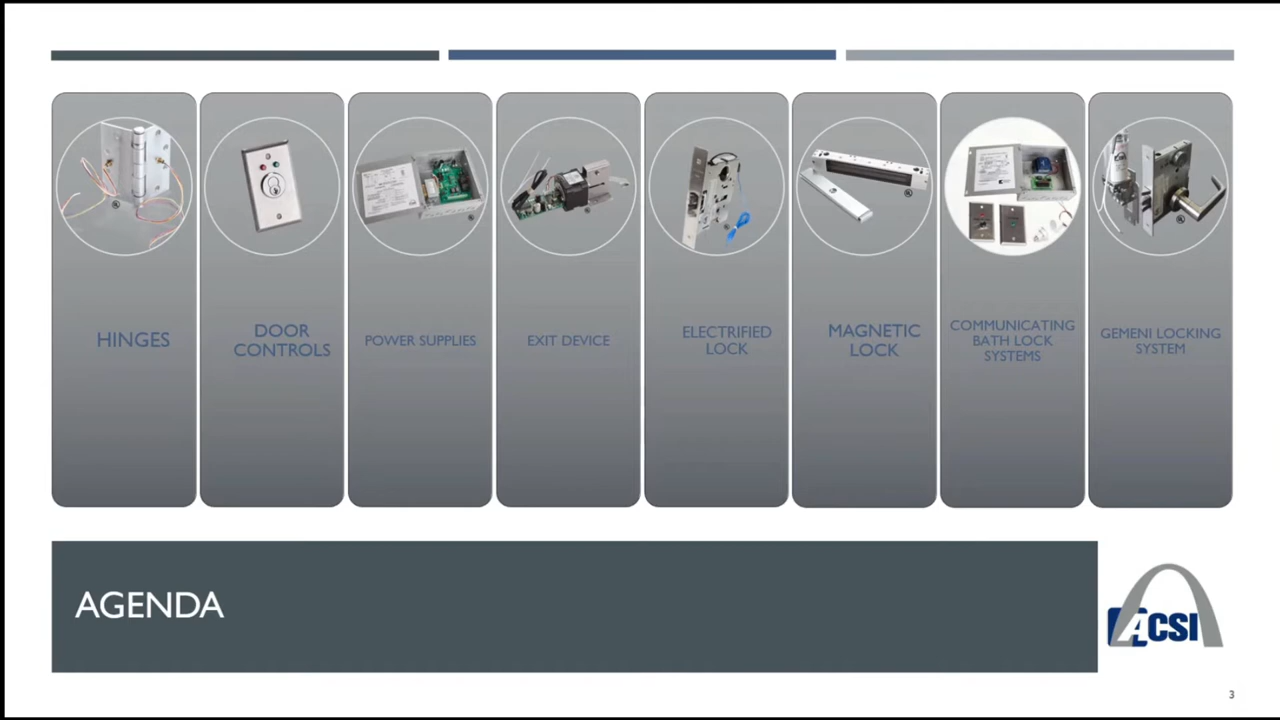 HINGES
DOOR
CONTROLS
POWER SUPPLIES
EXIT DEVICE
ELECTRIFIED
LOCK
MAGNETIC
LOCK
COMMUNICATING
BATH LOCK
SYSTEMS
GEMENI LOCKING
SYSTEM
AGENDA
ACSI
3